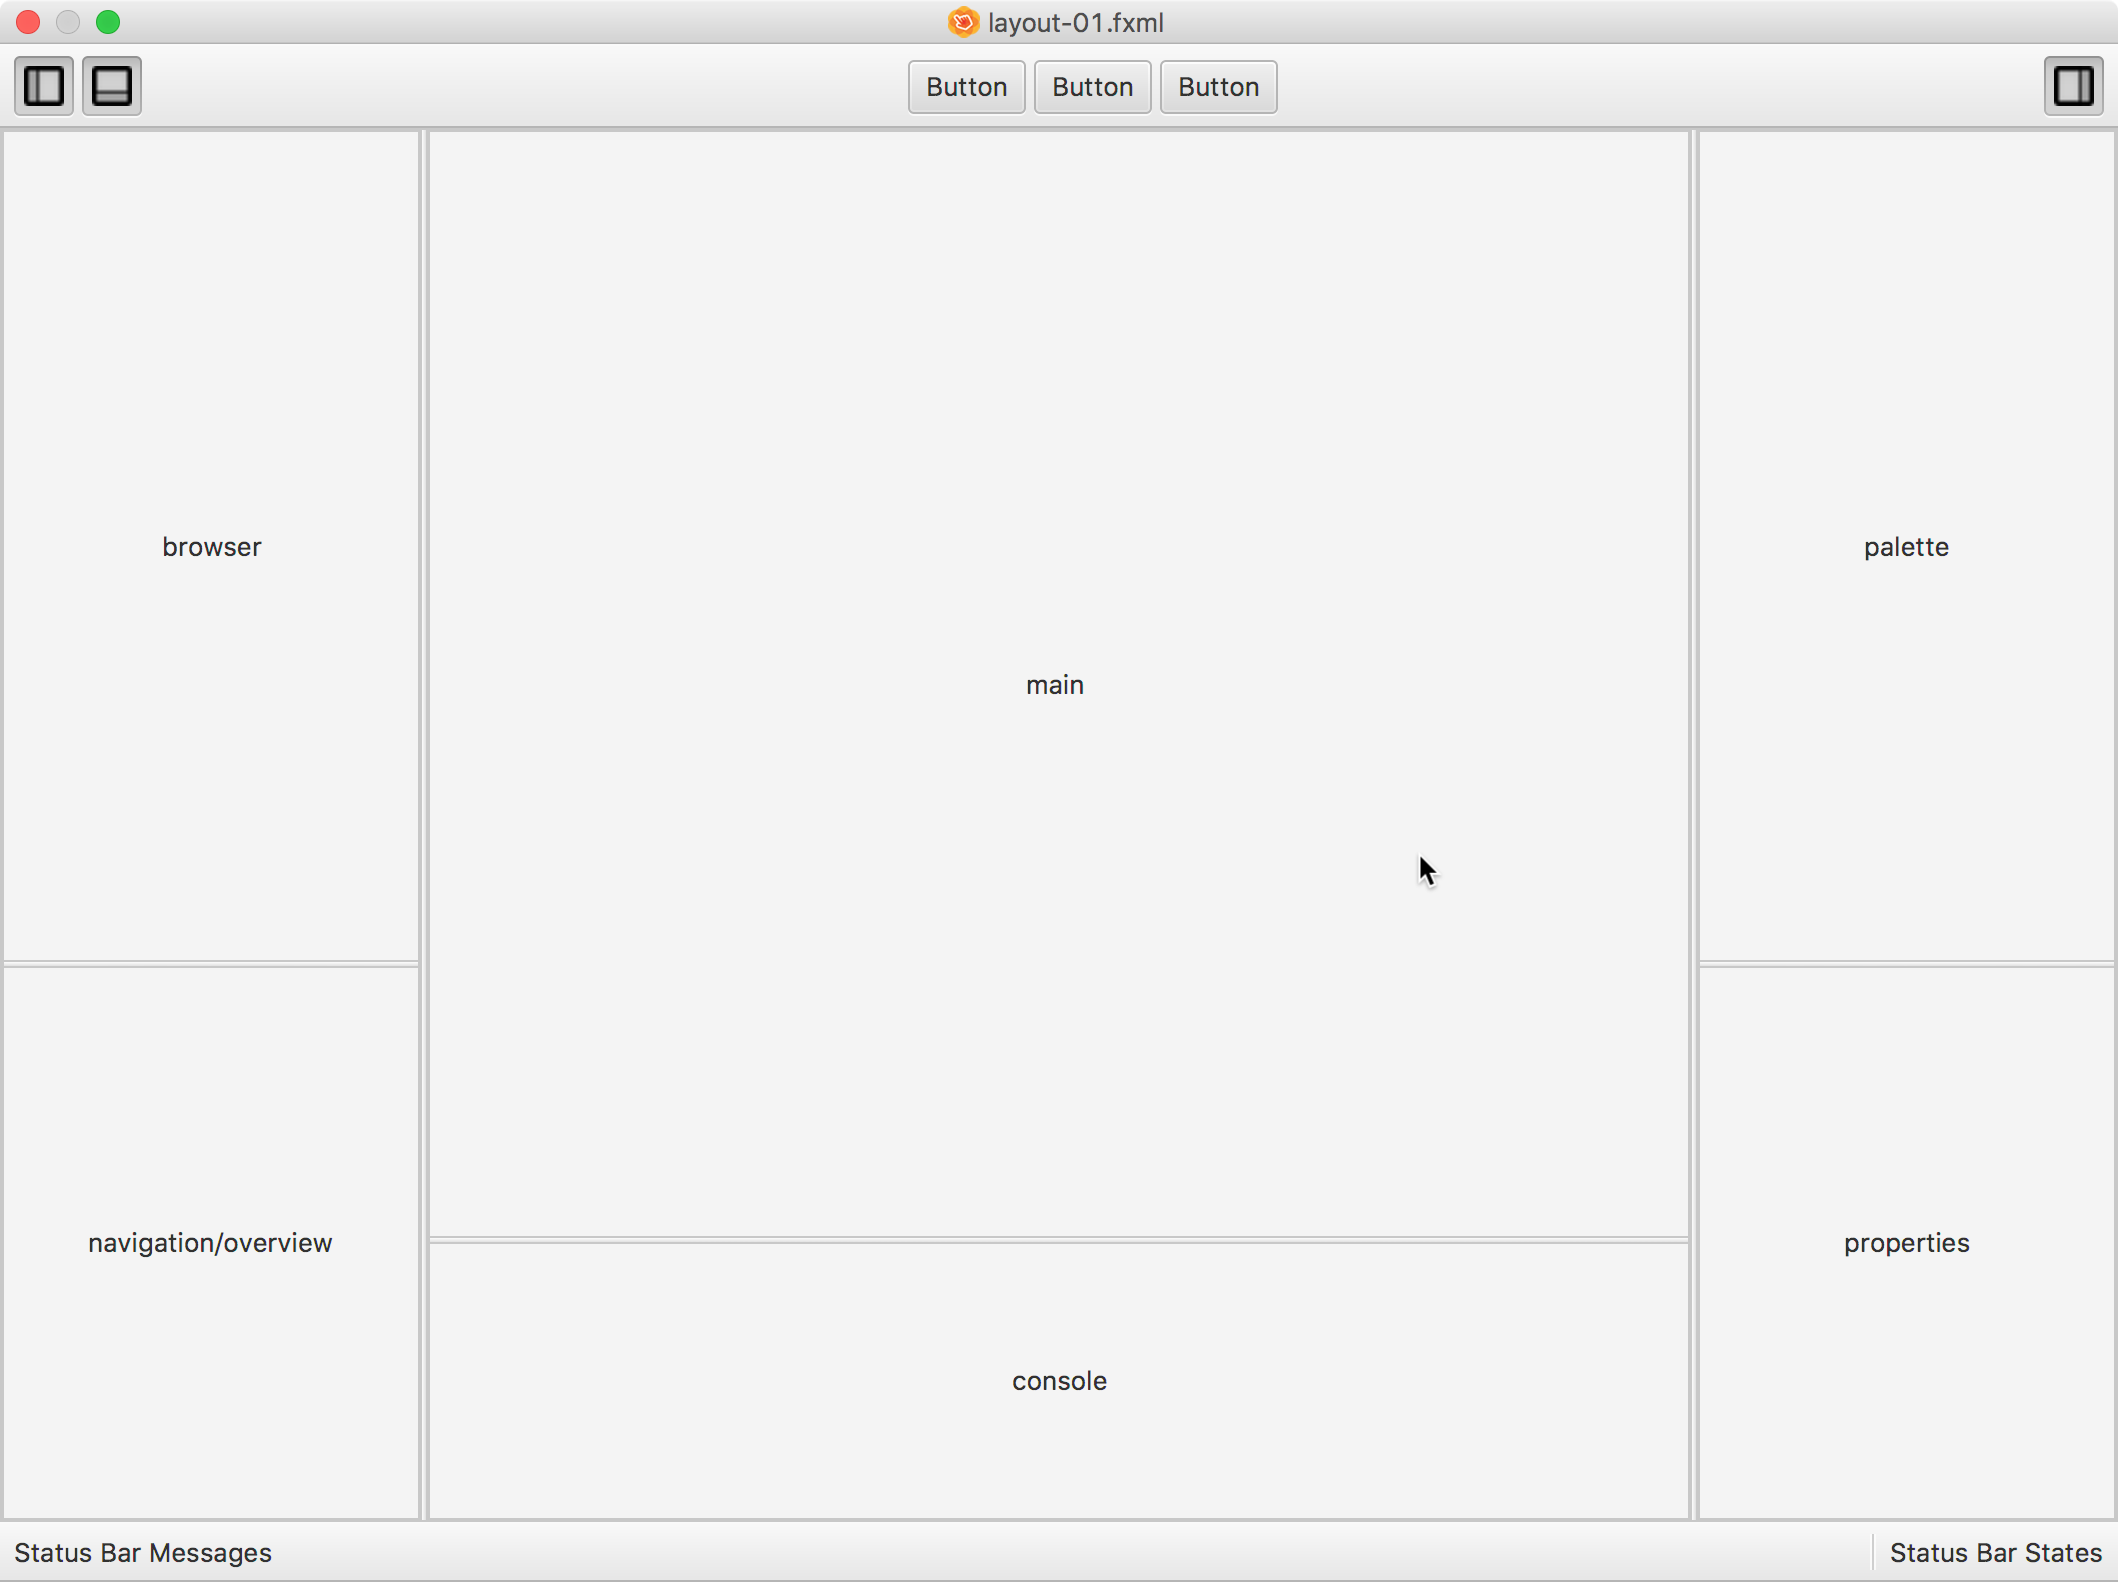 layout-01.fxml
Button Button Button
browser
palette
main
navigation/overview
properties
console
Status Bar Messages
Status Bar States